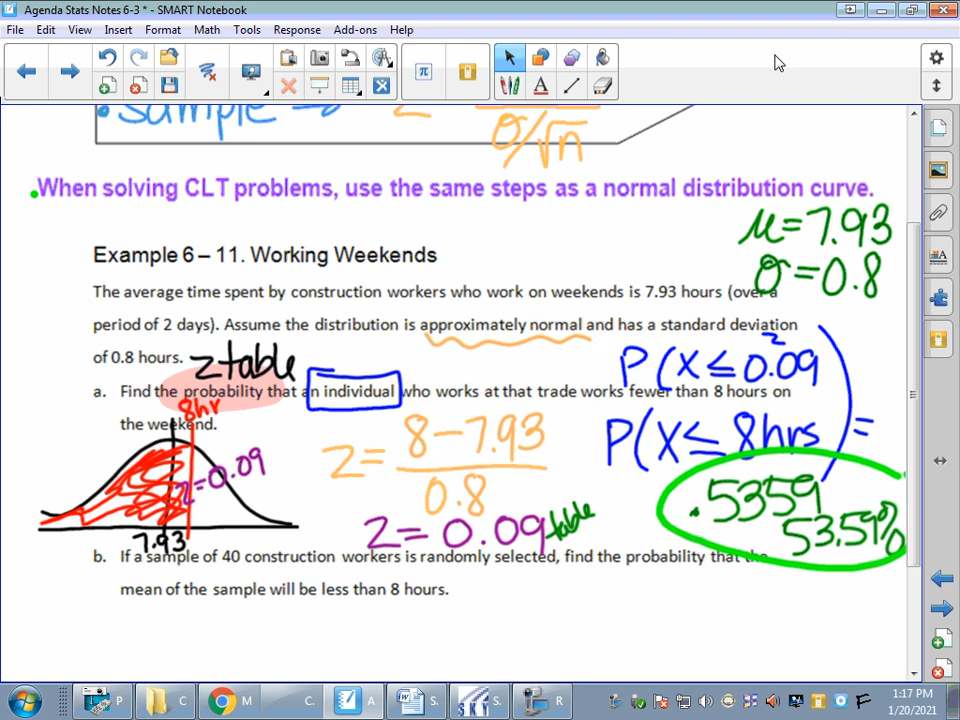 Agenda Stats Notes 6-3 * - SMART Notebook
File Edit View Insert Format Math Tools Response Add-ons Help
• sample → z
σ/√n
.When solving CLT problems, use the same steps as a normal distribution curve.
μ=7.93
σ=0.8
Example 6 – 11. Working Weekends
The average time spent by construction workers who work on weekends is 7.93 hours (over a
period of 2 days). Assume the distribution is approximately normal and has a standard deviation
of 0.8 hours.
z table
P(X≤0.09
z
a. Find the probability that an individual who works at that trade works fewer than 8 hours on
the weekend.
8hr
P(X≤8hrs)=
z=0.09
z= 8-7.93
0.8
.5359
53.59%
z=0.09 table
7.93
b. If a sample of 40 construction workers is randomly selected, find the probability that the
mean of the sample will be less than 8 hours.
P C M C. A S. S. R
1:17 PM
1/20/2021